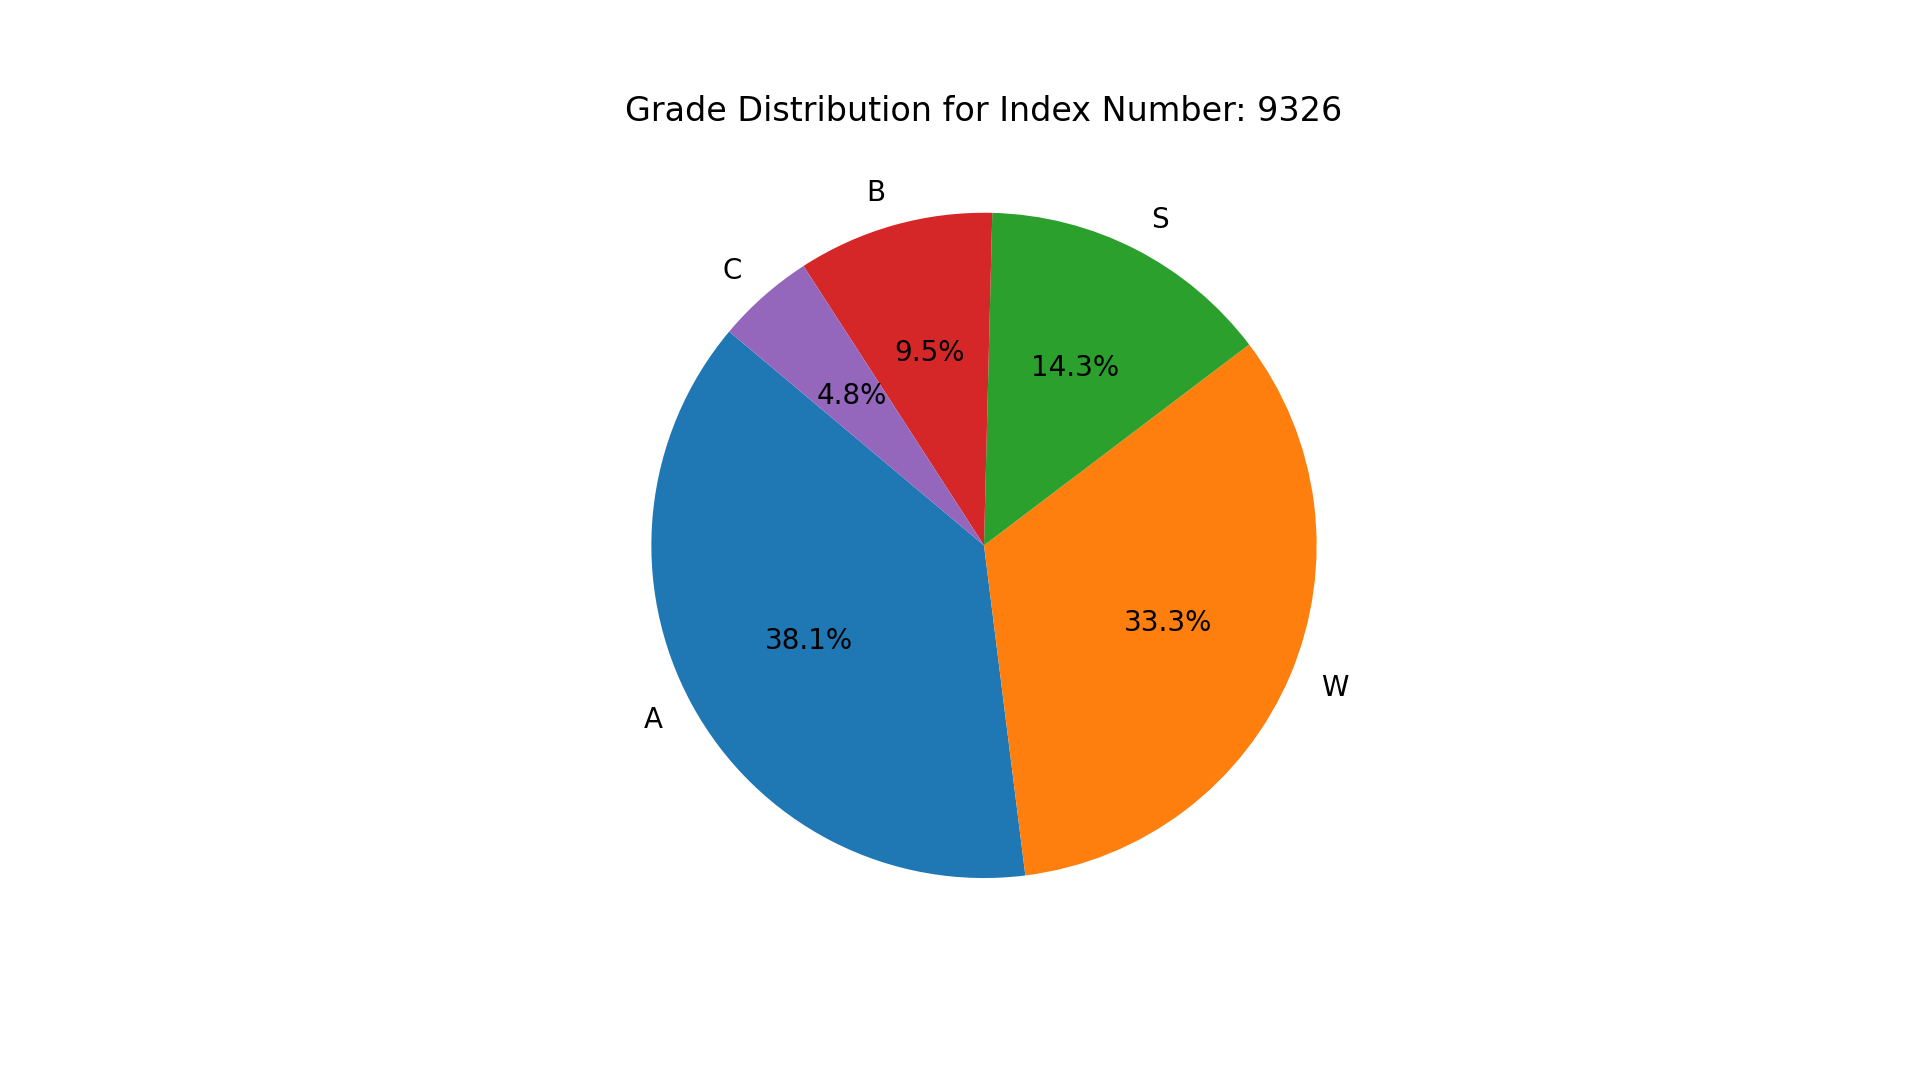 Grade Distribution for Index Number: 9326
B
S
C
9.5%
14.3%
4.8%
33.3%
38.1%
W
A